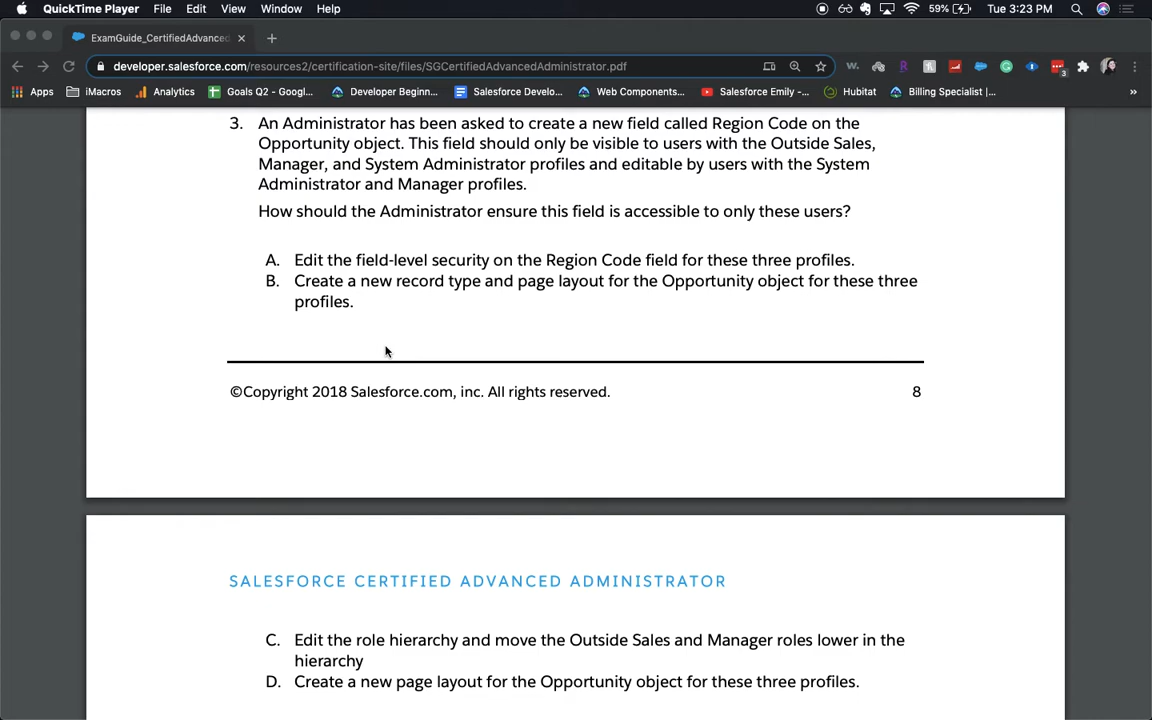 QuickTime Player File Edit View Window Help 59% Tue 3:23 PM
ExamGuide_CertifiedAdvanced
developer.salesforce.com/resources2/certification-site/files/SGCertifiedAdvancedAdministrator.pdf
Apps iMacros Analytics Goals Q2 - Googl... Developer Beginn... Salesforce Develo... Web Components... Salesforce Emily -... Hubitat Billing Specialist |... »
3. An Administrator has been asked to create a new field called Region Code on the
Opportunity object. This field should only be visible to users with the Outside Sales,
Manager, and System Administrator profiles and editable by users with the System
Administrator and Manager profiles.
How should the Administrator ensure this field is accessible to only these users?
A. Edit the field-level security on the Region Code field for these three profiles.
B. Create a new record type and page layout for the Opportunity object for these three
profiles.
©Copyright 2018 Salesforce.com, inc. All rights reserved. 8
SALESFORCE CERTIFIED ADVANCED ADMINISTRATOR
C. Edit the role hierarchy and move the Outside Sales and Manager roles lower in the
hierarchy
D. Create a new page layout for the Opportunity object for these three profiles.